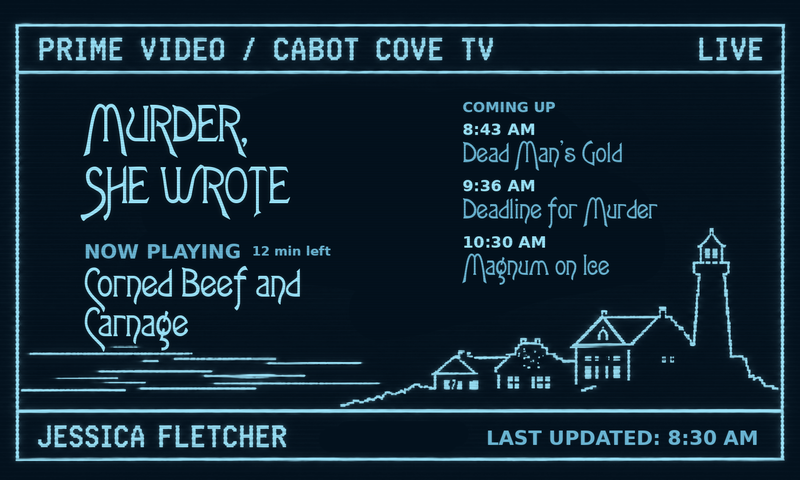 PRIME VIDEO / CABOT COVE TV
LIVE
MURDER,
SHE WROTE
NOW PLAYING 12 min left
Corned Beef and
Carnage
COMING UP
8:43 AM
Dead Man's Gold
9:36 AM
Deadline for Murder
10:30 AM
Magnum on Ice
JESSICA FLETCHER
LAST UPDATED: 8:30 AM